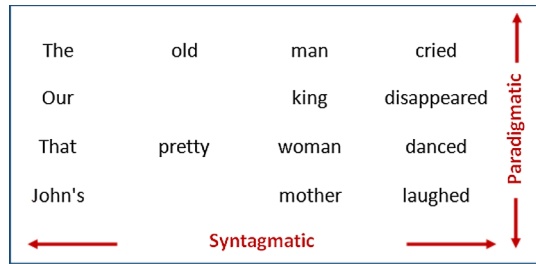 The old man cried
Our king disappeared
That pretty woman danced
John's mother laughed
Syntagmatic
Paradigmatic